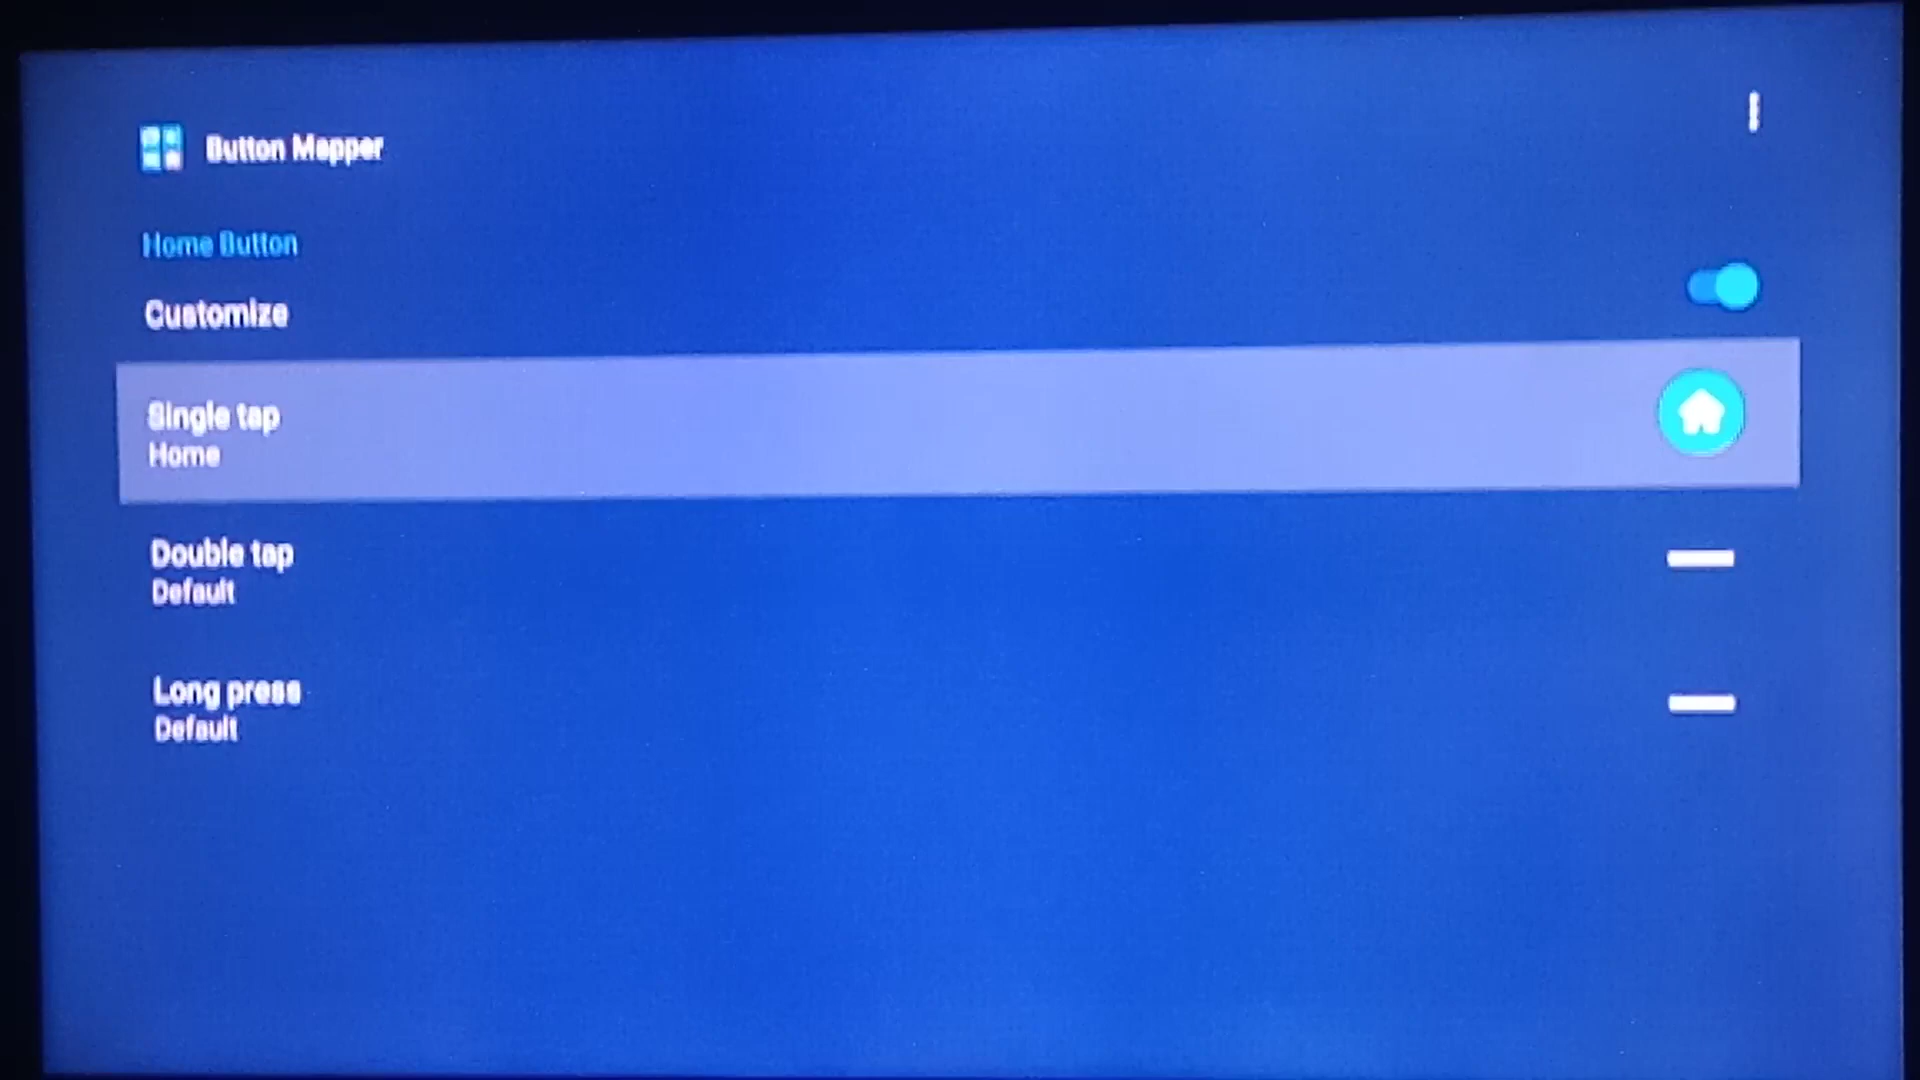 Button Mapper
Home Button
Customize
Single tap
Home
Double tap
Default
Long press
Default